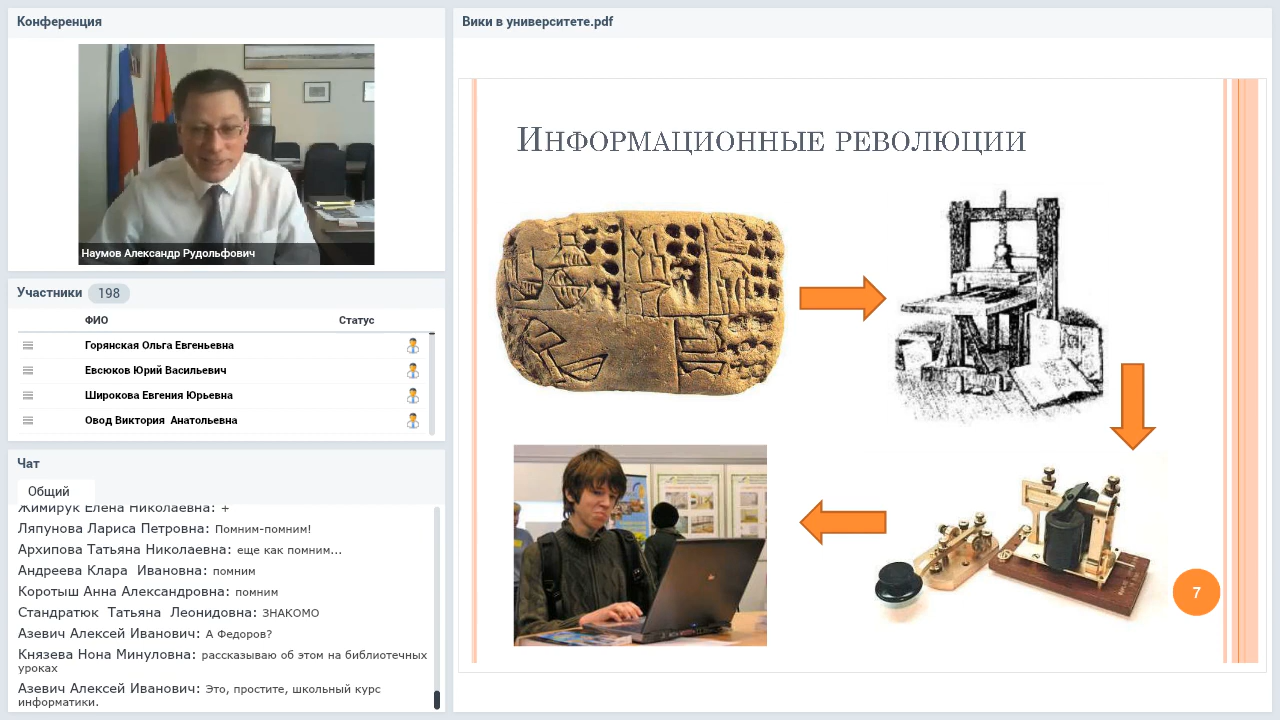 Конференция
Наумов Александр Рудольфович
Участники 198
ФИО Статус
Горянская Ольга Евгеньевна
Евсюков Юрий Васильевич
Широкова Евгения Юрьевна
Овод Виктория  Анатольевна
Чат
Общий
Жимирук Елена Николаевна: +
Ляпунова Лариса Петровна: Помним-помним!
Архипова Татьяна Николаевна: еще как помним...
Андреева Клара  Ивановна: помним
Коротыш Анна Александровна: помним
Стандратюк  Татьяна  Леонидовна: ЗНАКОМО
Азевич Алексей Иванович: А Федоров?
Князева Нона Минуловна: рассказываю об этом на библиотечных
уроках
Азевич Алексей Иванович: Это, простите, школьный курс
информатики.
Вики в университете.pdf
Информационные революции
7